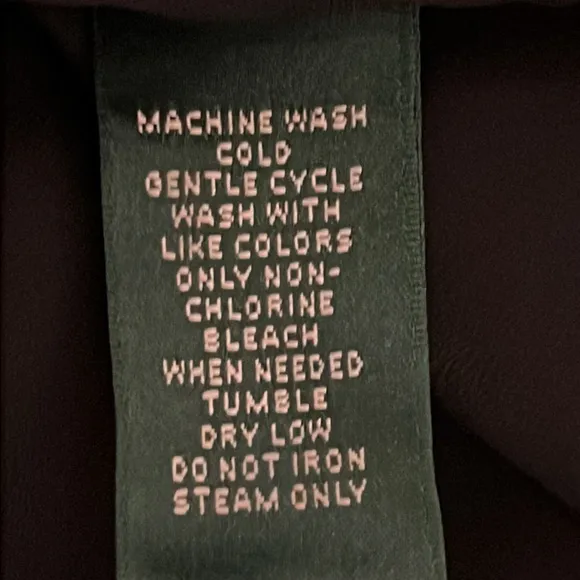 MACHINE WASH
COLD
GENTLE CYCLE
WASH WITH
LIKE COLORS
ONLY NON-
CHLORINE
BLEACH
WHEN NEEDED
TUMBLE
DRY LOW
DO NOT IRON
STEAM ONLY